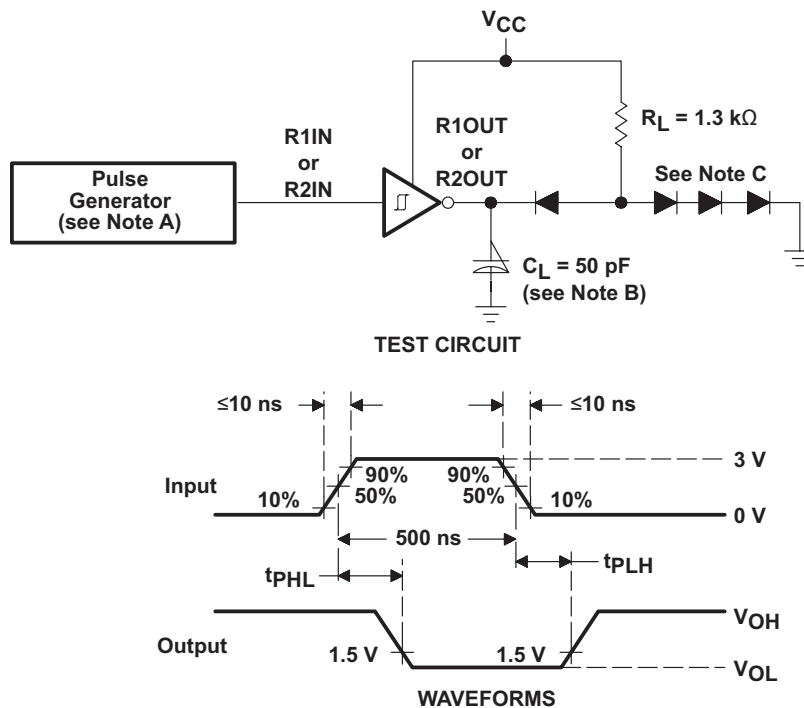 VCC
R1IN
or
R2IN
R1OUT
or
R2OUT
RL = 1.3 kΩ
See Note C
Pulse
Generator
(see Note A)
CL = 50 pF
(see Note B)
TEST CIRCUIT
≤10 ns
≤10 ns
Input
10%
90%
50%
90%
50%
10%
3 V
0 V
500 ns
tPHL
tPLH
Output
1.5 V
1.5 V
VOH
VOL
WAVEFORMS